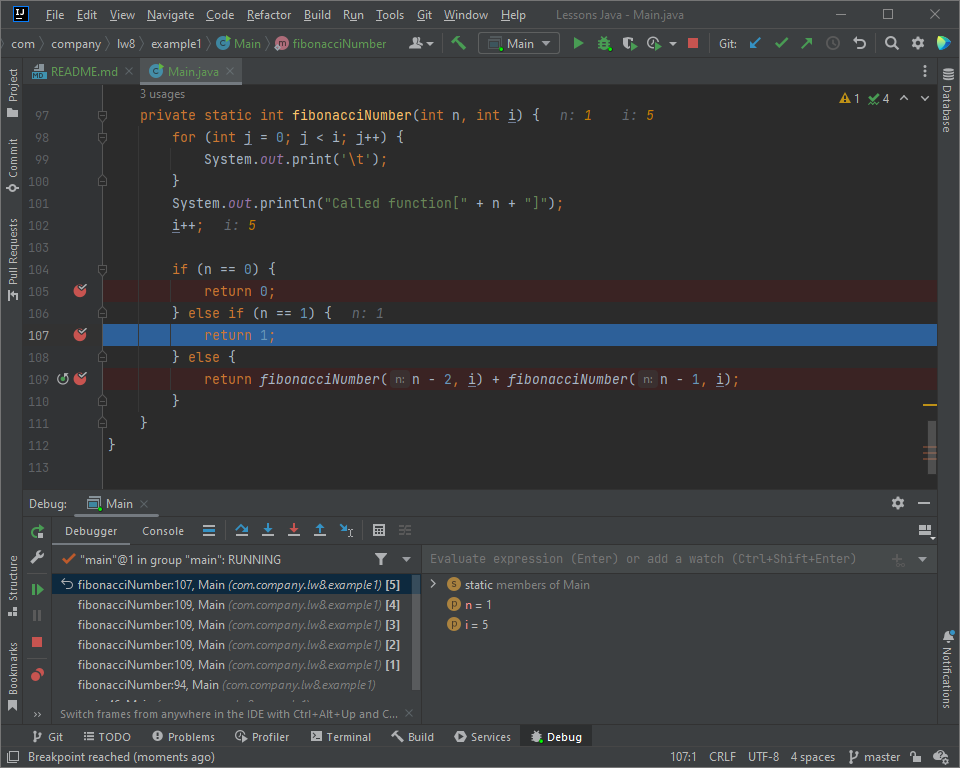 File Edit View Navigate Code Refactor Build Run Tools Git Window Help Lessons Java - Main.java
com company lw8 example1 Main fibonacciNumber Main Git:
README.md Main.java
Project
Commit
Pull Requests
Structure
Bookmarks
Database
Notifications
3 usages
1 4
97 private static int fibonacciNumber(int n, int i) { n: 1 i: 5
98 for (int j = 0; j < i; j++) {
99 System.out.print('\t');
100 }
101 System.out.println("Called function[" + n + "]");
102 i++; i: 5
103
104 if (n == 0) {
105 return 0;
106 } else if (n == 1) { n: 1
107 return 1;
108 } else {
109 return fibonacciNumber( n: n - 2, i) + fibonacciNumber( n: n - 1, i);
110 }
111 }
112 }
113
Debug: Main
Debugger Console
"main"@1 in group "main": RUNNING
Evaluate expression (Enter) or add a watch (Ctrl+Shift+Enter)
fibonacciNumber:107, Main (com.company.lw8.example1) [5]
fibonacciNumber:109, Main (com.company.lw8.example1) [4]
fibonacciNumber:109, Main (com.company.lw8.example1) [3]
fibonacciNumber:109, Main (com.company.lw8.example1) [2]
fibonacciNumber:109, Main (com.company.lw8.example1) [1]
fibonacciNumber:94, Main (com.company.lw8.example1)
static members of Main
n = 1
i = 5
Switch frames from anywhere in the IDE with Ctrl+Alt+Up and C...
Git TODO Problems Profiler Terminal Build Services Debug
Breakpoint reached (moments ago) 107:1 CRLF UTF-8 4 spaces master